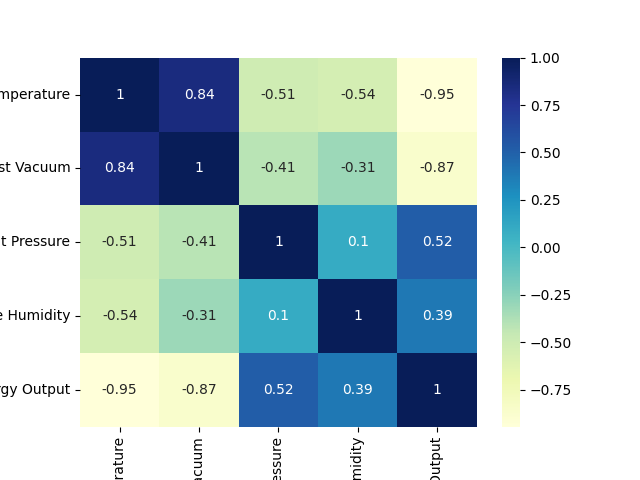 mperature 1 0.84 -0.51 -0.54 -0.95
st Vacuum 0.84 1 -0.41 -0.31 -0.87
t Pressure -0.51 -0.41 1 0.1 0.52
e Humidity -0.54 -0.31 0.1 1 0.39
rgy Output -0.95 -0.87 0.52 0.39 1
rature
acuum
essure
midity
Output
1.00
0.75
0.50
0.25
0.00
−0.25
−0.50
−0.75